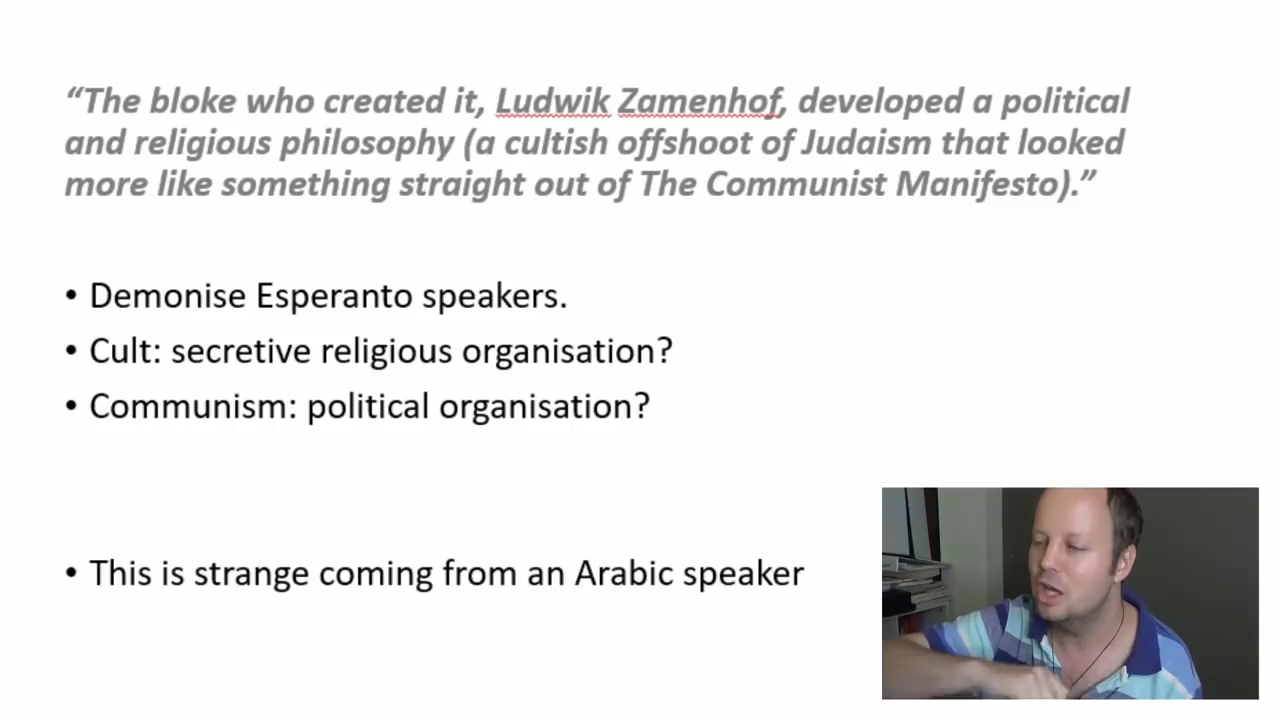 “The bloke who created it, Ludwik Zamenhof, developed a political
and religious philosophy (a cultish offshoot of Judaism that looked
more like something straight out of The Communist Manifesto).”
• Demonise Esperanto speakers.
• Cult: secretive religious organisation?
• Communism: political organisation?
• This is strange coming from an Arabic speaker